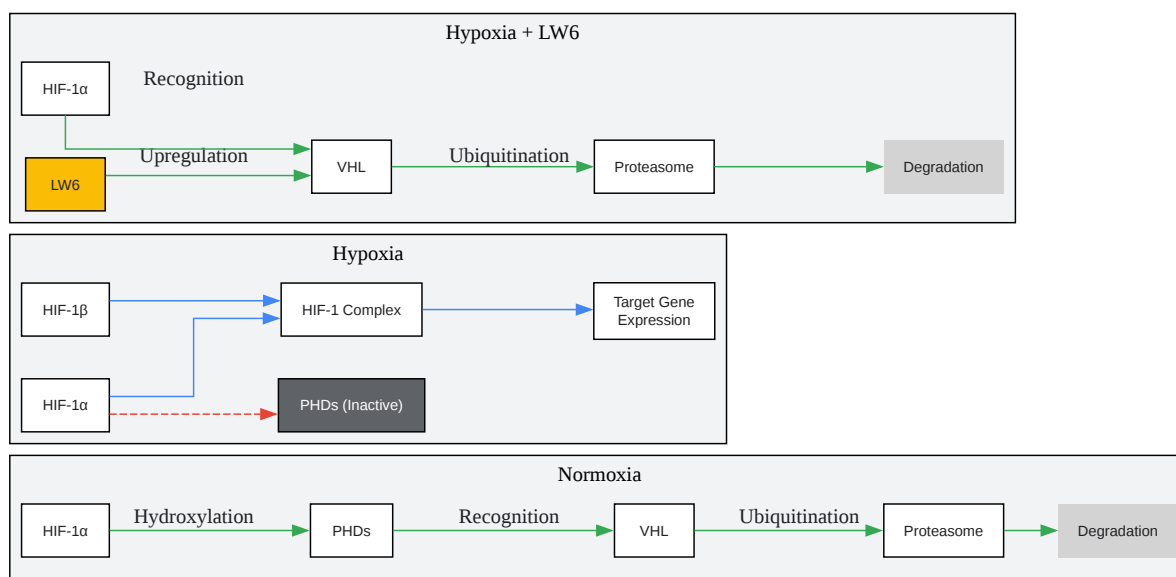 Hypoxia + LW6
HIF-1α
Recognition
Upregulation
LW6
VHL
Ubiquitination
Proteasome
Degradation
Hypoxia
HIF-1β
HIF-1 Complex
Target Gene
Expression
HIF-1α
PHDs (Inactive)
Normoxia
HIF-1α
Hydroxylation
PHDs
Recognition
VHL
Ubiquitination
Proteasome
Degradation